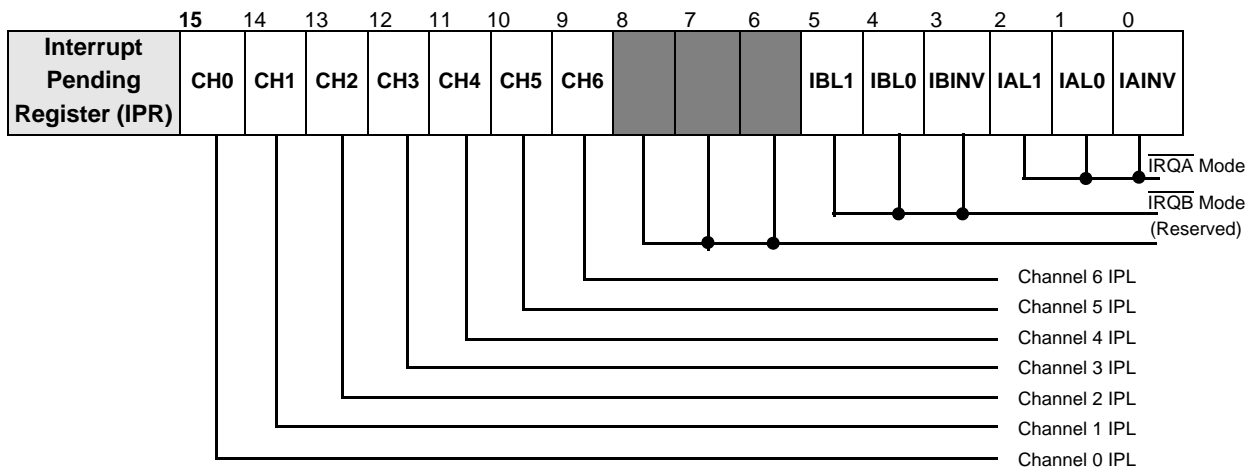 15 14 13 12 11 10 9 8 7 6 5 4 3 2 1 0
Interrupt
Pending
Register (IPR)
CH0 CH1 CH2 CH3 CH4 CH5 CH6 IBL1 IBL0 IBINV IAL1 IAL0 IAINV
IRQA Mode
IRQB Mode
(Reserved)
Channel 6 IPL
Channel 5 IPL
Channel 4 IPL
Channel 3 IPL
Channel 2 IPL
Channel 1 IPL
Channel 0 IPL